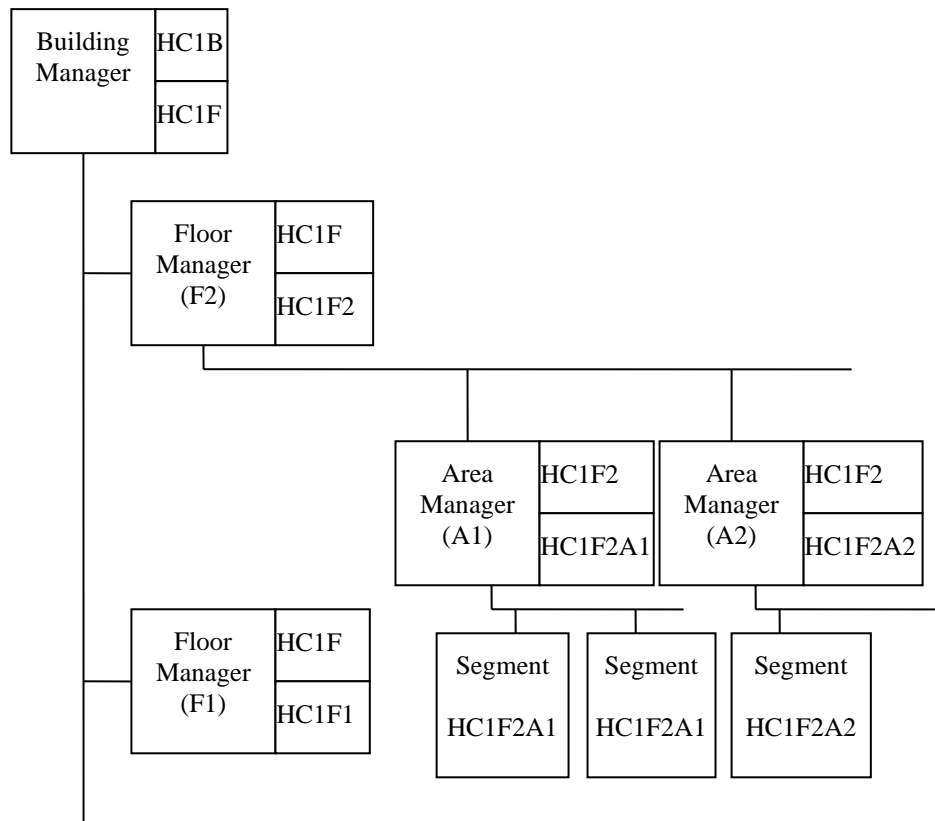 Building
Manager
HC1B
HC1F
Floor
Manager
(F2)
HC1F
HC1F2
Area
Manager
(A1)
HC1F2
HC1F2A1
Area
Manager
(A2)
HC1F2
HC1F2A2
Floor
Manager
(F1)
HC1F
HC1F1
Segment
HC1F2A1
Segment
HC1F2A1
Segment
HC1F2A2